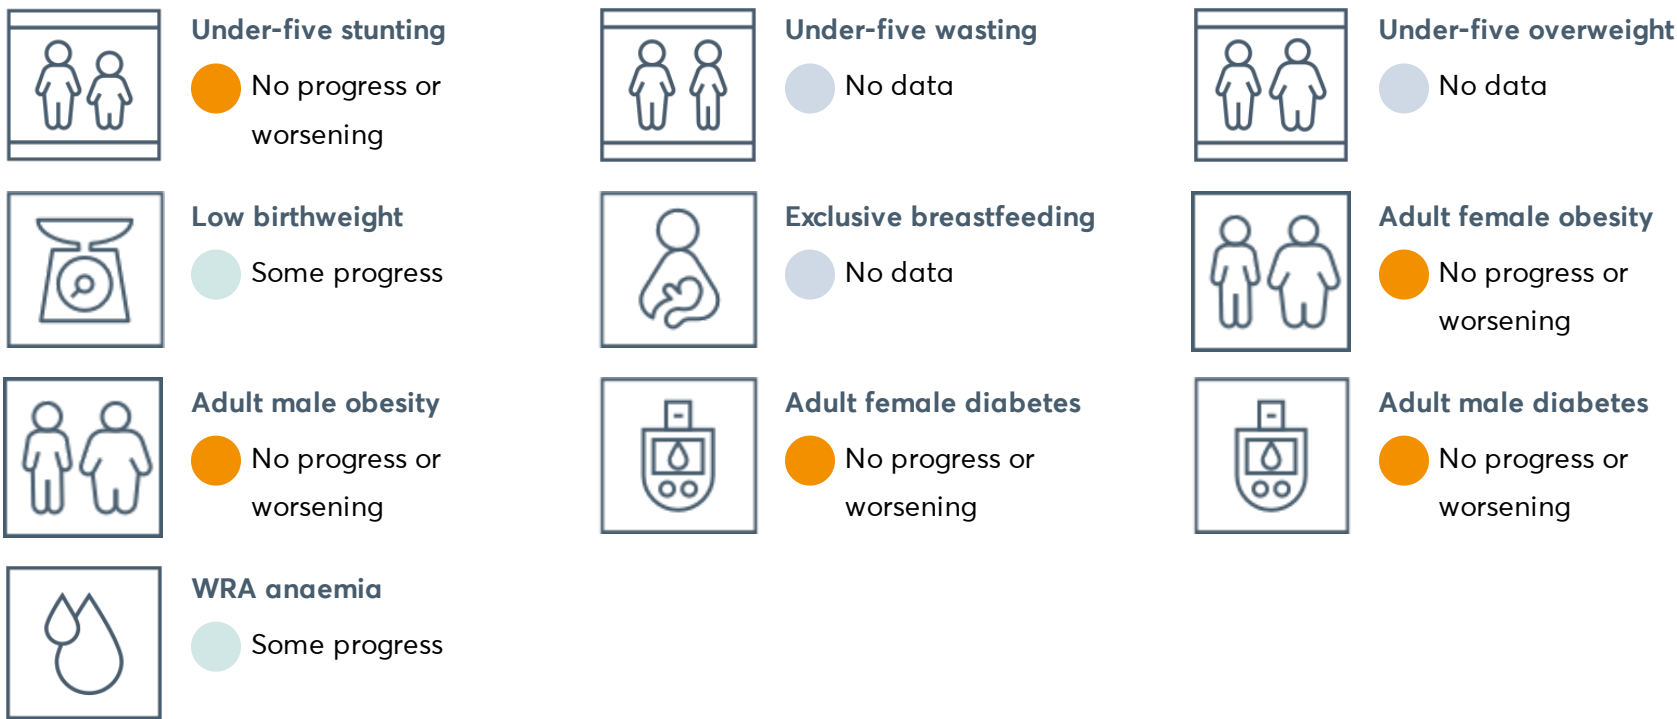 Under-five stunting
No progress or
worsening
Under-five wasting
No data
Under-five overweight
No data
Low birthweight
Some progress
Exclusive breastfeeding
No data
Adult female obesity
No progress or
worsening
Adult male obesity
No progress or
worsening
Adult female diabetes
No progress or
worsening
Adult male diabetes
No progress or
worsening
WRA anaemia
Some progress